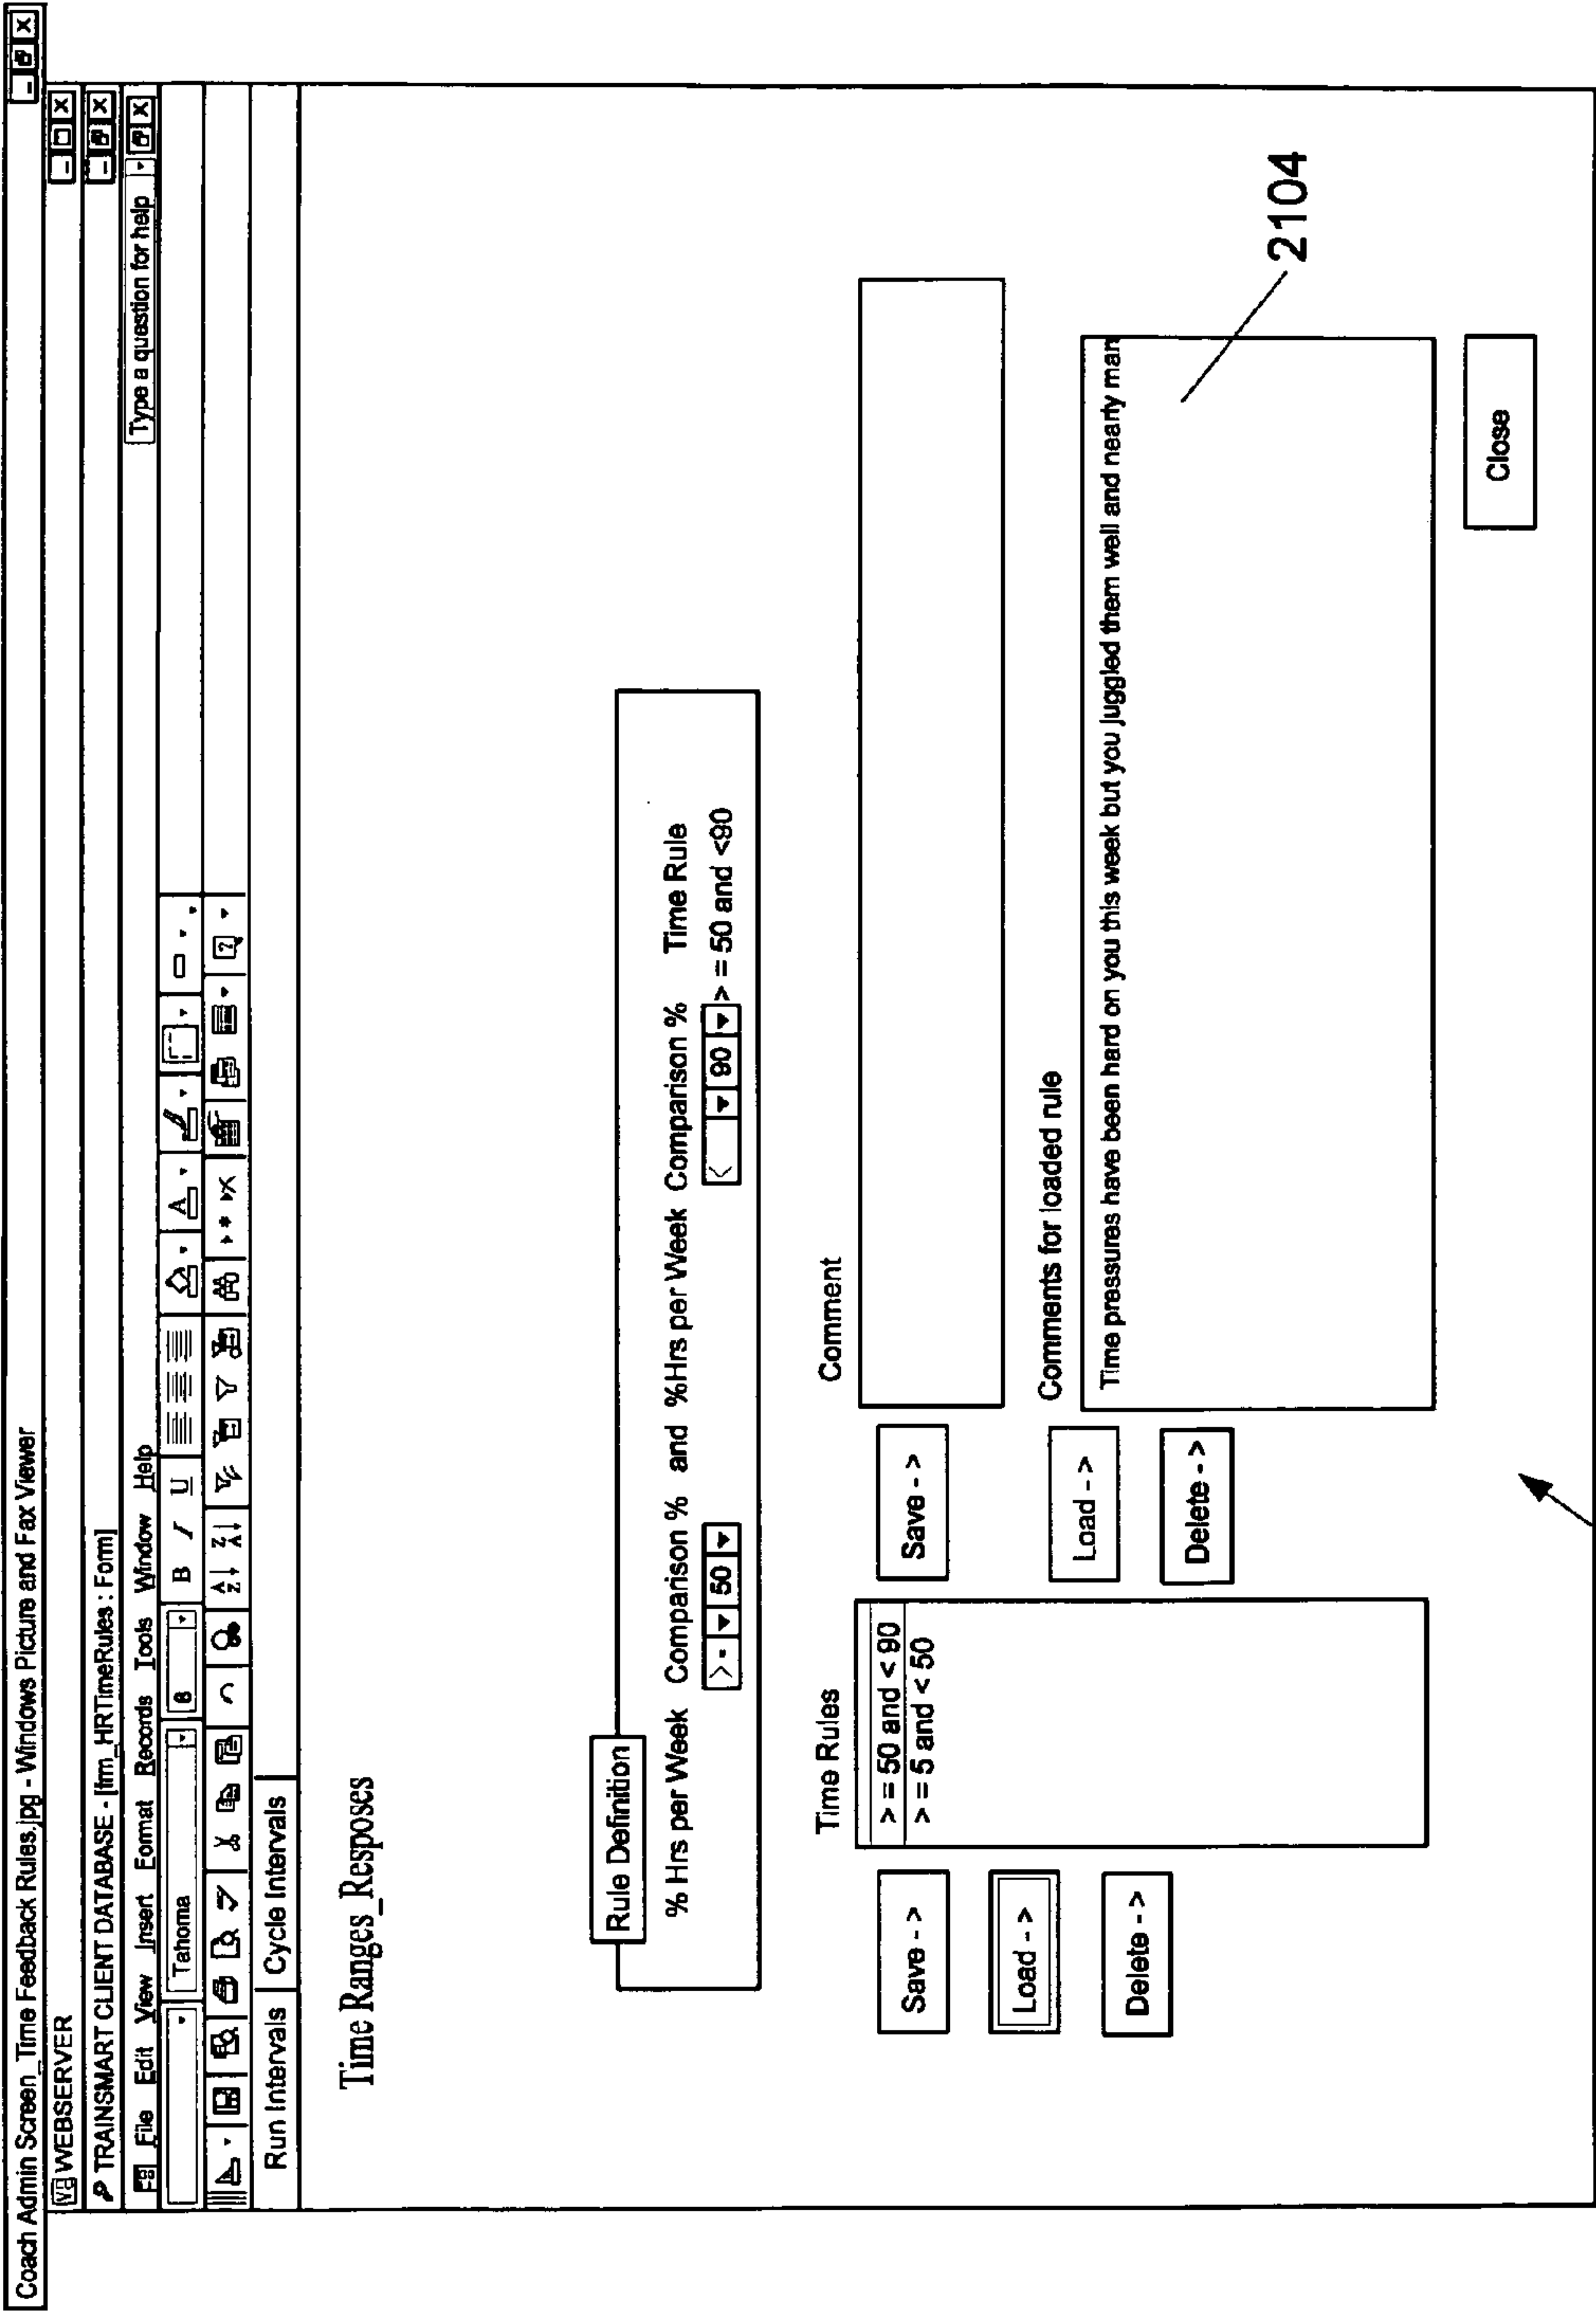 Coach Admin Screen_Time Feedback Rules.jpg - Windows Picture and Fax Viewer
WEBSERVER
TRAINSMART CLIENT DATABASE - [frm_HRTimeRules : Form]
File Edit View Insert Format Records Tools Window Help Type a question for help
Tahoma 8 B I U
Run Intervals Cycle Intervals
Time Ranges_Resposes
Rule Definition
% Hrs per Week Comparison % and %Hrs per Week Comparison % Time Rule
>= 50 < 90 > = 50 and <90
Time Rules Comment
Save - > > = 50 and < 90 Save - >
> = 5 and < 50
Load - > Load - > Comments for loaded rule
Delete - > Delete - > Time pressures have been hard on you this week but you juggled them well and nearly man
2104
Close